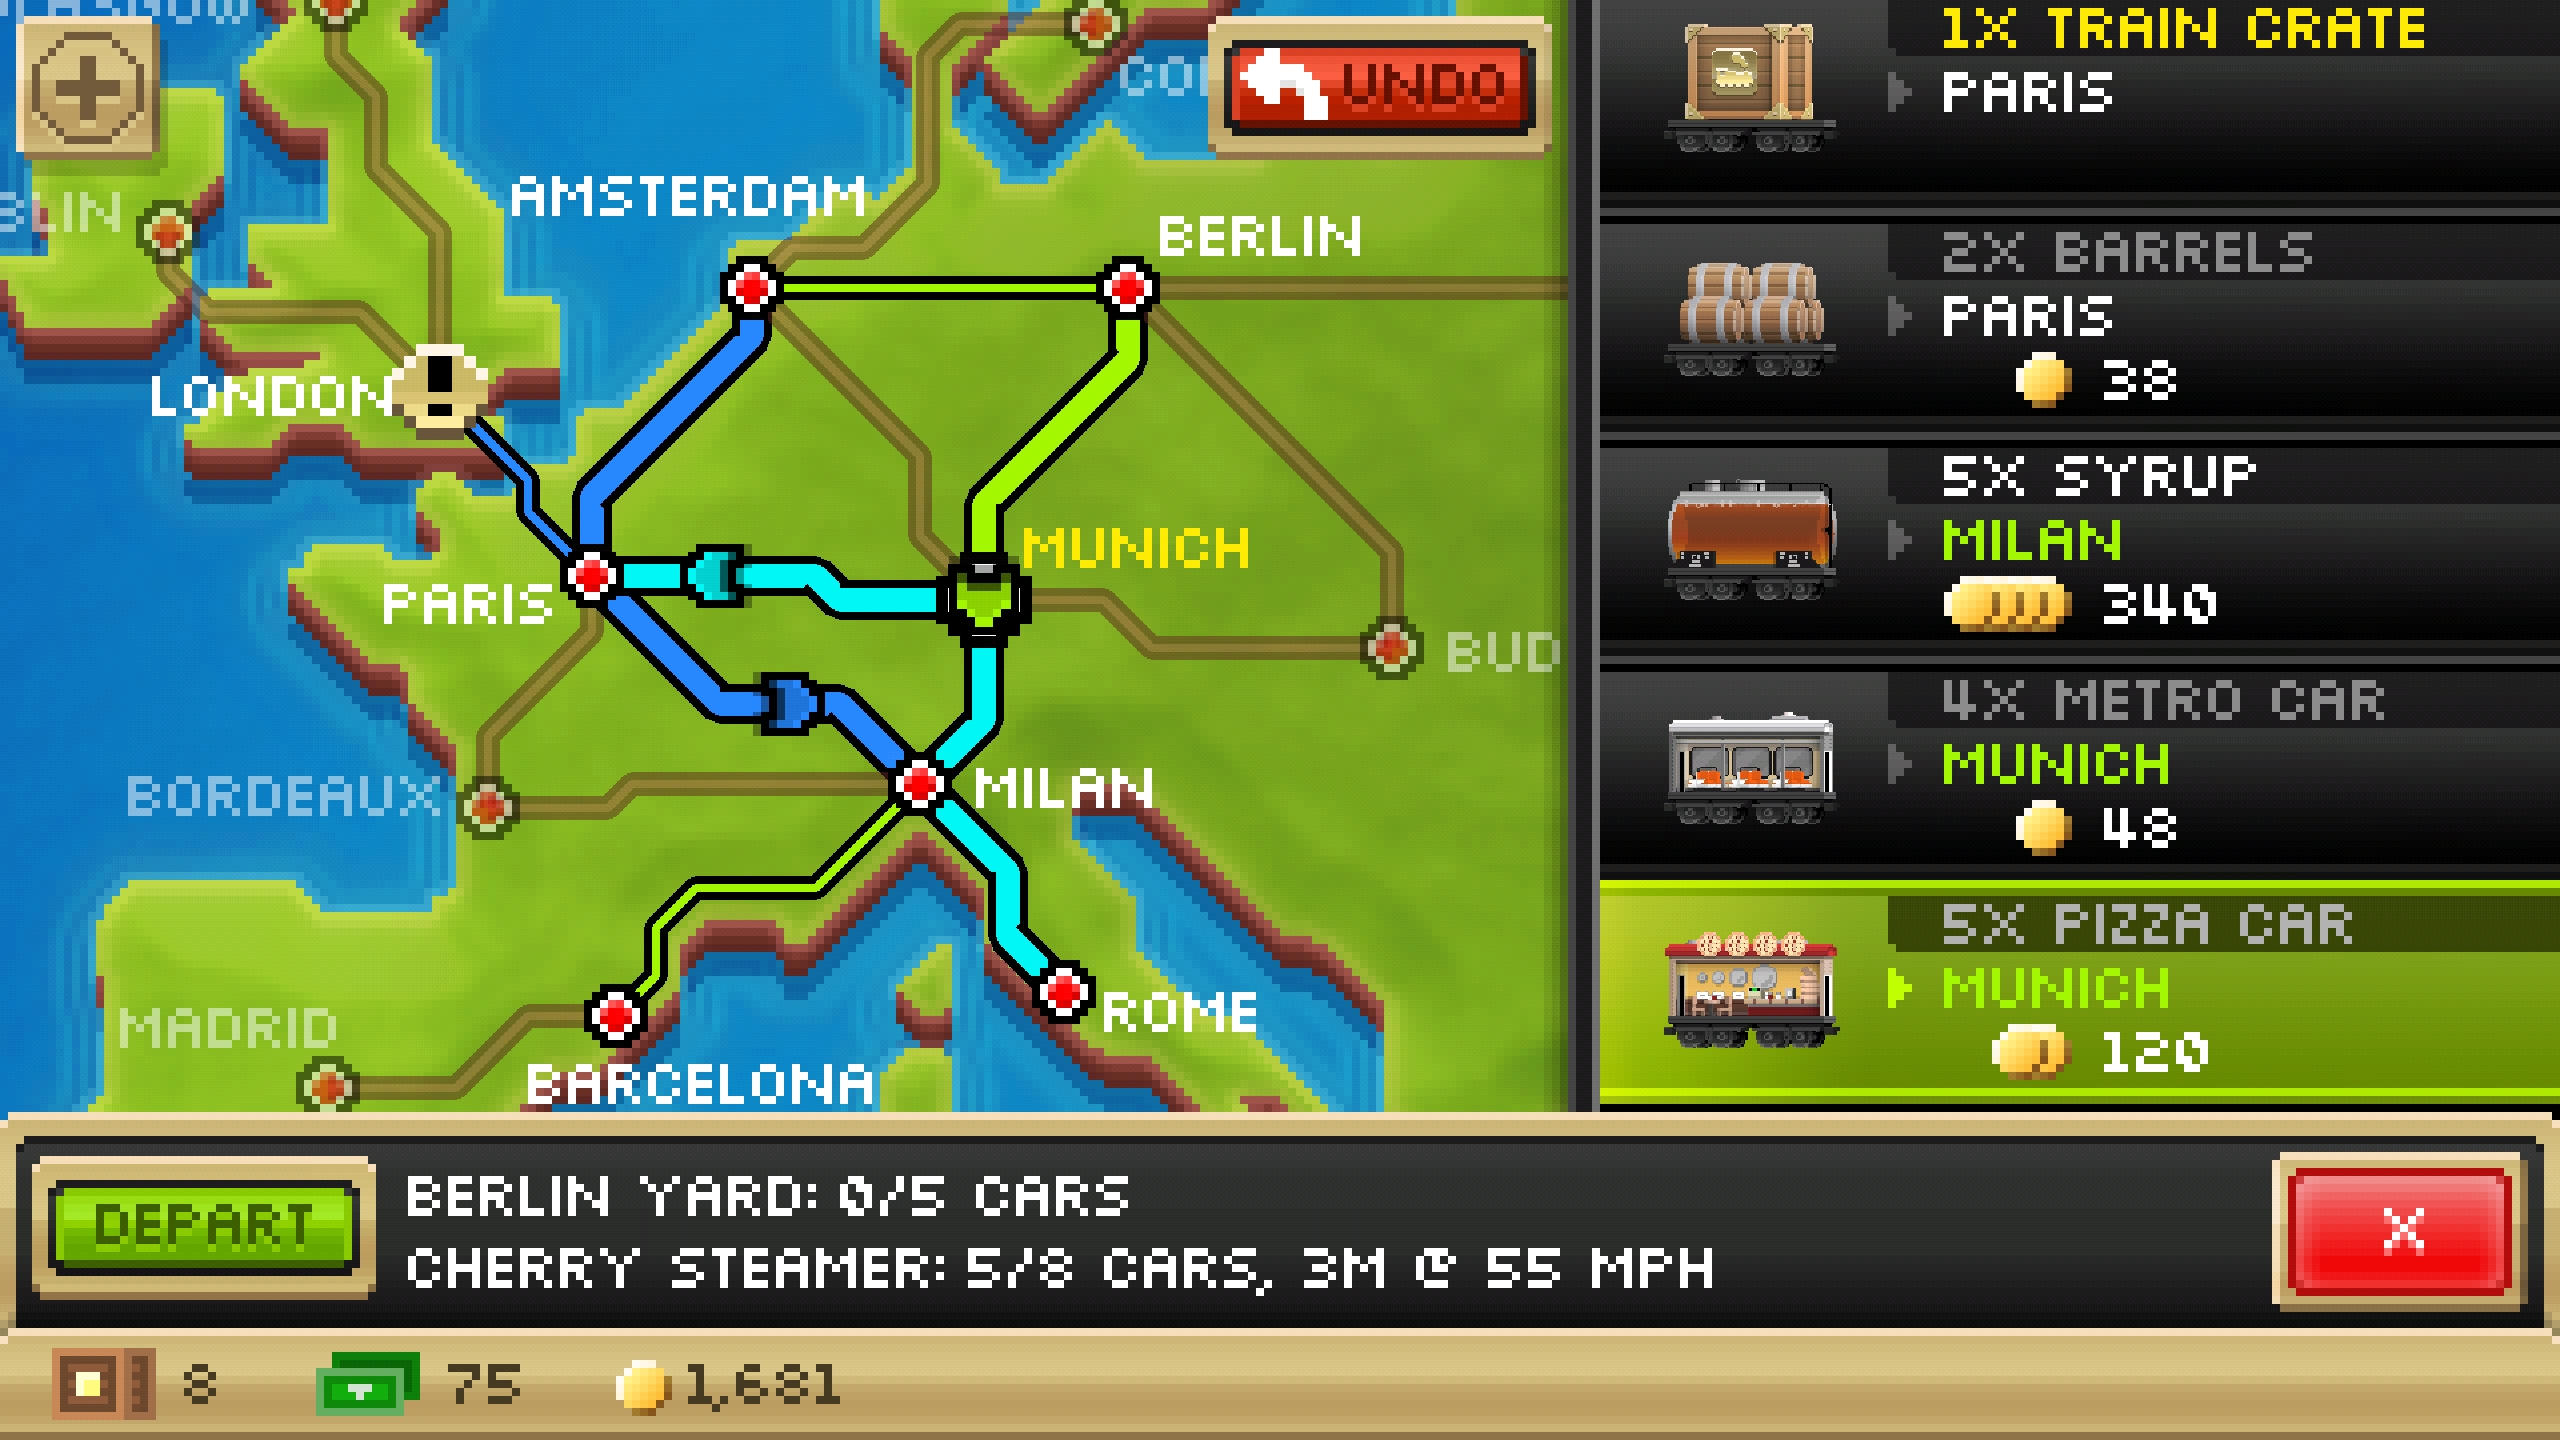 GLASGOW
1X TRAIN CRATE
UNDO
PARIS
AMSTERDAM
BERLIN
2X BARRELS
PARIS
38
LONDON
5X SYRUP
MUNICH
MILAN
PARIS
340
BUD
4X METRO CAR
MUNICH
BORDEAUX
MILAN
48
5X PIZZA CAR
MUNICH
MADRID
ROME
120
BARCELONA
DEPART
BERLIN YARD: 0/5 CARS
X
CHERRY STEAMER: 5/8 CARS, 3M @ 55 MPH
8
75
1,681